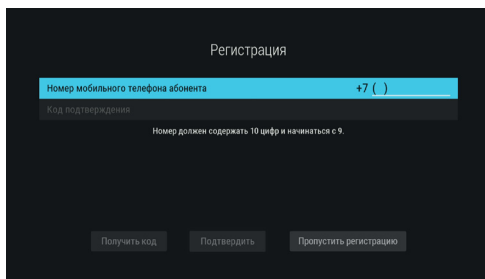 Регистрация
Номер мобильного телефона абонента +7 ( )
Код подтверждения
Номер должен содержать 10 цифр и начинаться с 9.
Получить код Подтвердить Пропустить регистрацию